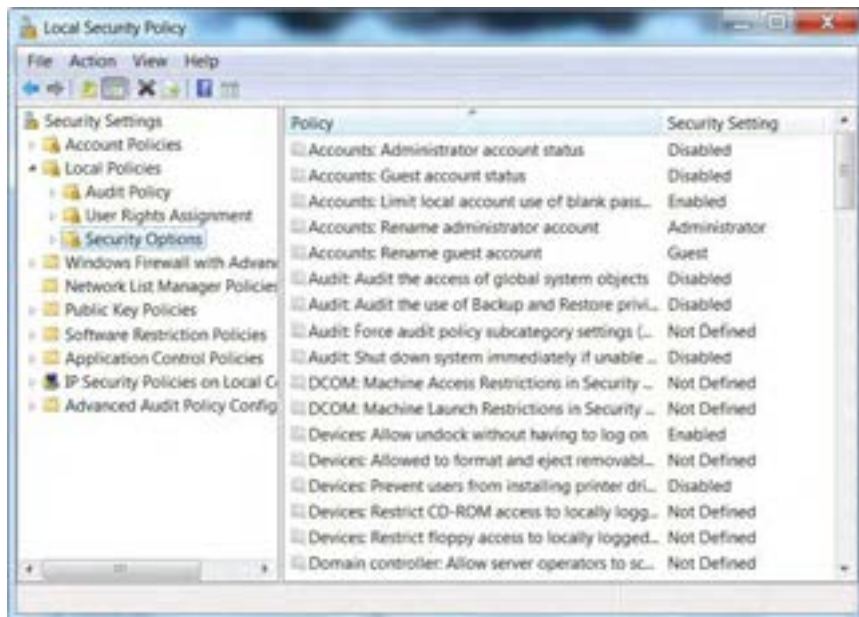 Local Security Policy
File Action View Help
Security Settings
Account Policies
Local Policies
Audit Policy
User Rights Assignment
Security Options
Windows Firewall with Advan
Network List Manager Policies
Public Key Policies
Software Restriction Policies
Application Control Policies
IP Security Policies on Local C
Advanced Audit Policy Config
Policy Security Setting
Accounts: Administrator account status Disabled
Accounts: Guest account status Disabled
Accounts: Limit local account use of blank pass... Enabled
Accounts: Rename administrator account Administrator
Accounts: Rename guest account Guest
Audit: Audit the access of global system objects Disabled
Audit: Audit the use of Backup and Restore privi... Disabled
Audit: Force audit policy subcategory settings (... Not Defined
Audit: Shut down system immediately if unable ... Disabled
DCOM: Machine Access Restrictions in Security ... Not Defined
DCOM: Machine Launch Restrictions in Security ... Not Defined
Devices: Allow undock without having to log on Enabled
Devices: Allowed to format and eject removabl... Not Defined
Devices: Prevent users from installing printer dri... Disabled
Devices: Restrict CD-ROM access to locally logg... Not Defined
Devices: Restrict floppy access to locally logged... Not Defined
Domain controller: Allow server operators to sc... Not Defined